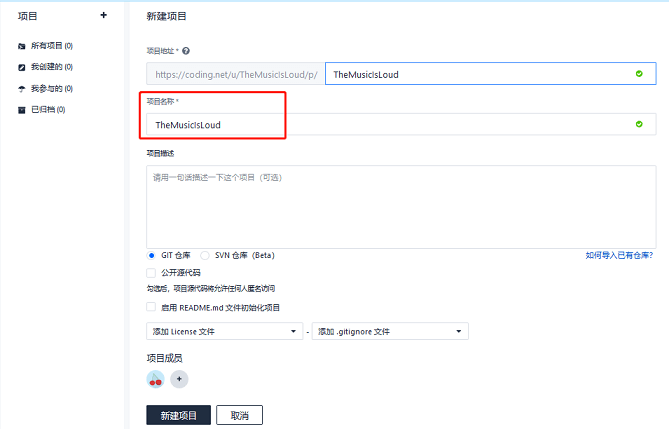 项目 +
所有项目 (0)
我创建的 (0)
我参与的 (0)
已归档 (0)
新建项目
项目地址 * ?
https://coding.net/u/TheMusicIsLoud/p/ TheMusicIsLoud
项目名称 *
TheMusicIsLoud
项目描述
请用一句话描述一下这个项目（可选）
GIT 仓库 SVN 仓库（Beta） 如何导入已有仓库?
公开源代码
勾选后，项目源代码将允许任何人匿名访问
启用 README.md 文件初始化项目
添加 License 文件 - 添加 .gitignore 文件
项目成员
+
新建项目 取消